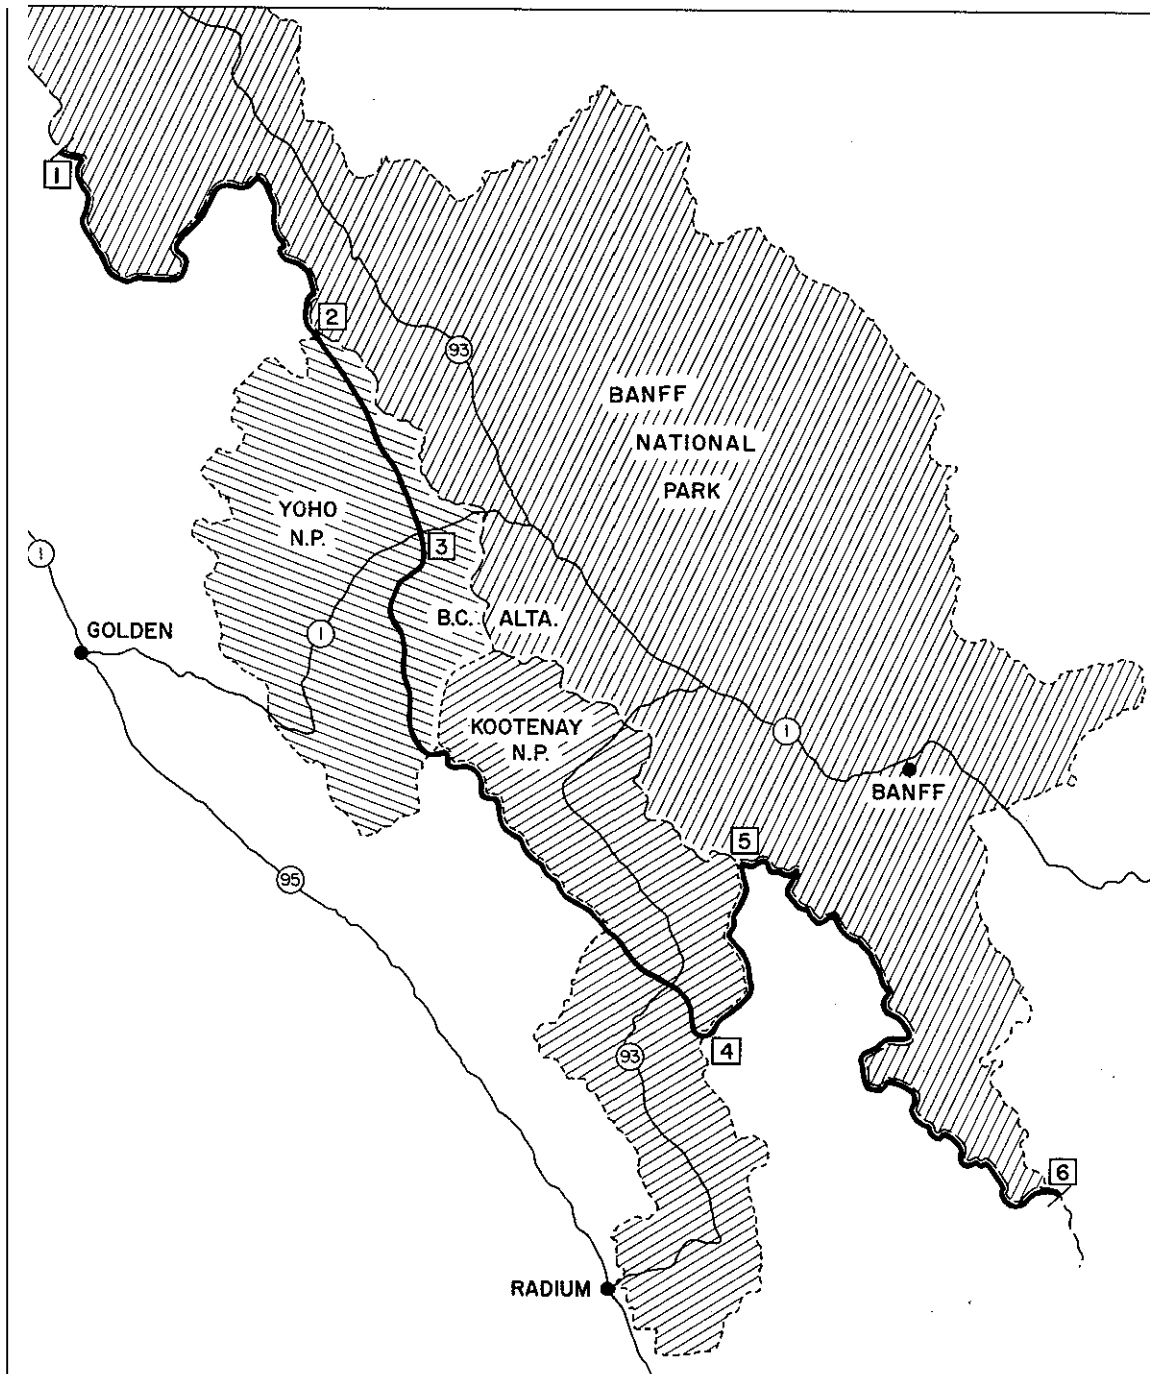 1
2
93
BANFF
NATIONAL
PARK
YOHO
N.P.
3
1
B.C.
ALTA.
GOLDEN
1
KOOTENAY
N.P.
1
BANFF
5
95
4
93
6
RADIUM